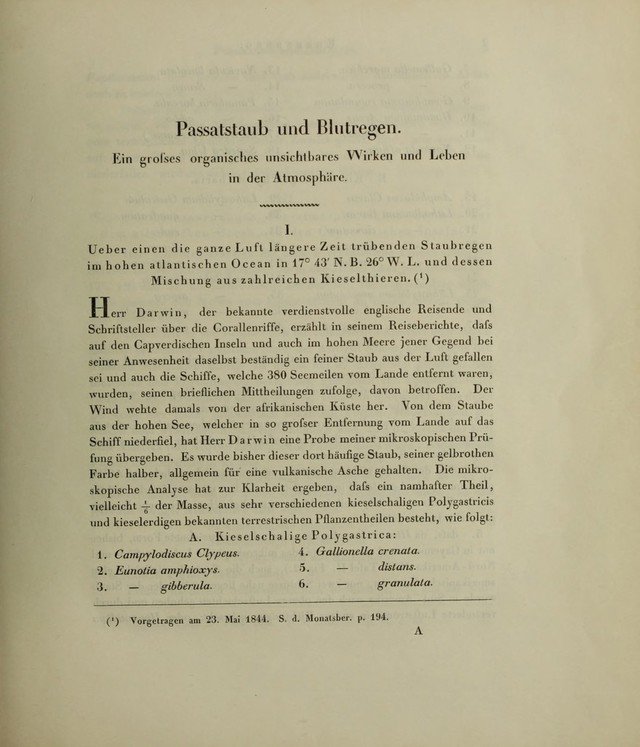 Passatstaub und Blutregen.
Ein groſses organisches unsichtbares Wirken und Leben
in der Atmosphäre.
I.
Ueber einen die ganze Luft längere Zeit trübenden Staubregen
im hohen atlantischen Ocean in 17° 43′ N. B. 26° W. L. und dessen
Mischung aus zahlreichen Kieselthieren. (¹)
Herr Darwin, der bekannte verdienstvolle englische Reisende und
Schriftsteller über die Corallenriffe, erzählt in seinem Reiseberichte, daſs
auf den Capverdischen Inseln und auch im hohen Meere jener Gegend bei
seiner Anwesenheit daselbst beständig ein feiner Staub aus der Luft gefallen
sei und auch die Schiffe, welche 380 Seemeilen vom Lande entfernt waren,
wurden, seinen brieflichen Mittheilungen zufolge, davon betroffen. Der
Wind wehte damals von der afrikanischen Küste her. Von dem Staube
aus der hohen See, welcher in so groſser Entfernung vom Lande auf das
Schiff niederfiel, hat Herr Darwin eine Probe meiner mikroskopischen Prü-
fung übergeben. Es wurde bisher dieser dort häufige Staub, seiner gelbrothen
Farbe halber, allgemein für eine vulkanische Asche gehalten. Die mikro-
skopische Analyse hat zur Klarheit ergeben, daſs ein namhafter Theil,
vielleicht 1/6 der Masse, aus sehr verschiedenen kieselschaligen Polygastricis
und kieselerdigen bekannten terrestrischen Pflanzentheilen besteht, wie folgt:
A. Kieselschalige Polygastrica:
1. Campylodiscus Clypeus.
2. Eunotia amphioxys.
3. — gibberula.
4. Gallionella crenata.
5. — distans.
6. — granulata.
(¹) Vorgetragen am 23. Mai 1844. S. d. Monatsber. p. 194.
A